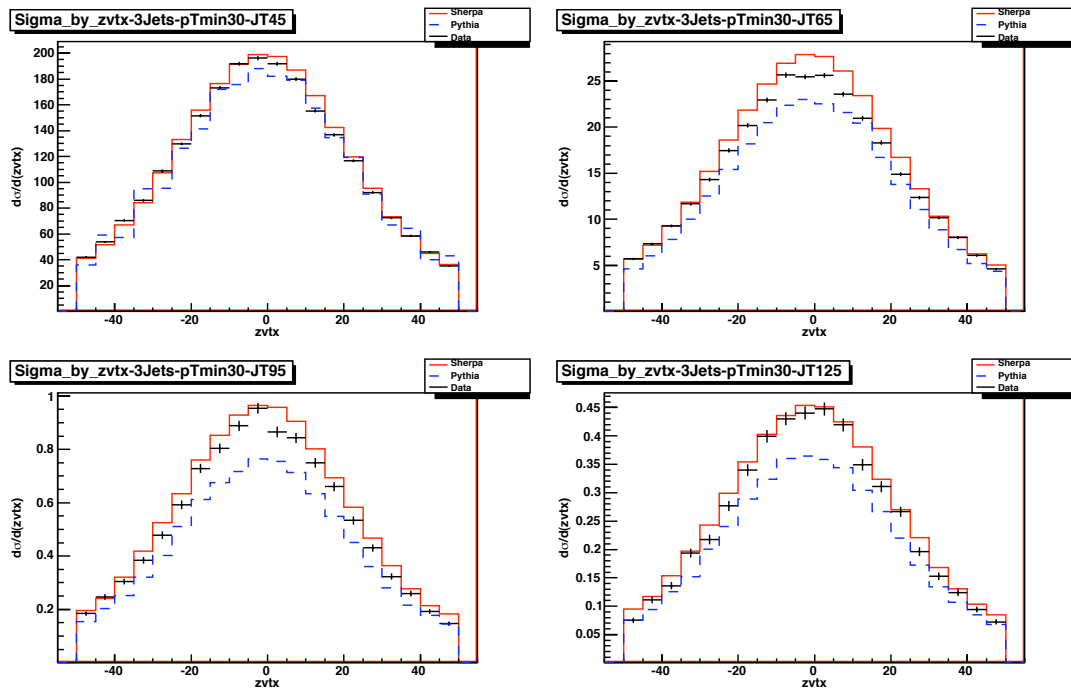 Sigma_by_zvtx-3Jets-pTmin30-JT45
Sherpa
Pythia
Data
dσ/d(zvtx)
200
180
160
140
120
100
80
60
40
20
-40 -20 0 20 40
zvtx
Sigma_by_zvtx-3Jets-pTmin30-JT65
Sherpa
Pythia
Data
dσ/d(zvtx)
25
20
15
10
5
-40 -20 0 20 40
zvtx
Sigma_by_zvtx-3Jets-pTmin30-JT95
Sherpa
Pythia
Data
dσ/d(zvtx)
1
0.8
0.6
0.4
0.2
-40 -20 0 20 40
zvtx
Sigma_by_zvtx-3Jets-pTmin30-JT125
Sherpa
Pythia
Data
dσ/d(zvtx)
0.45
0.4
0.35
0.3
0.25
0.2
0.15
0.1
0.05
-40 -20 0 20 40
zvtx